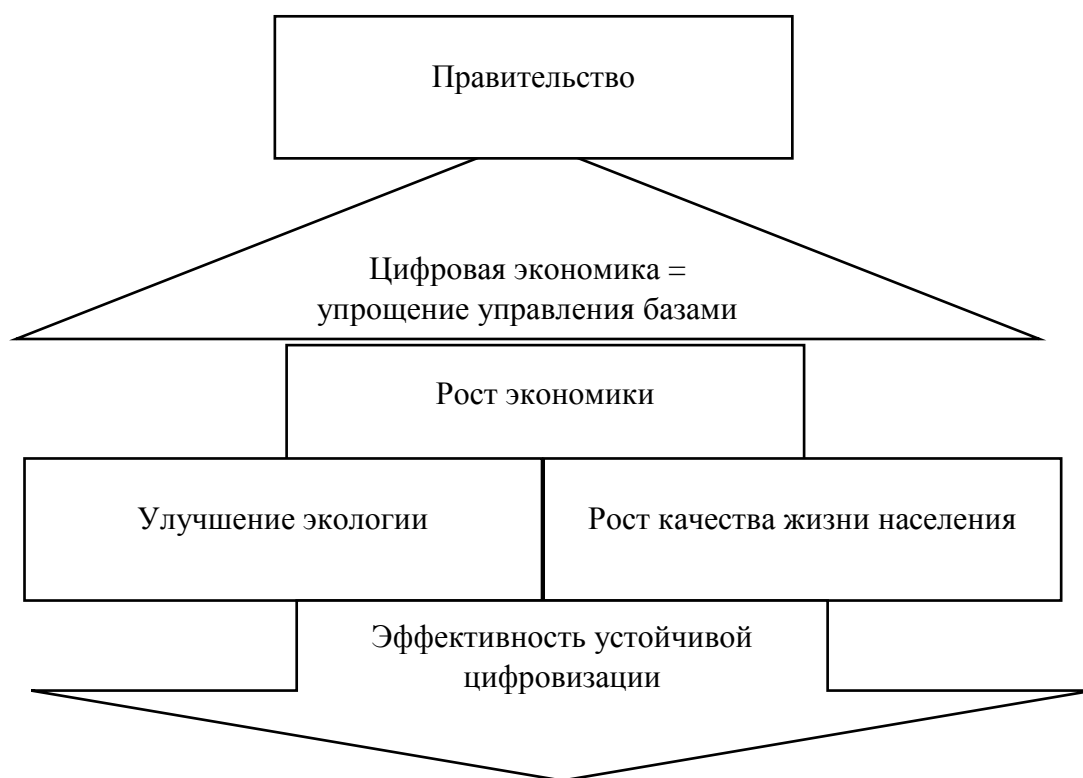 Правительство
Цифровая экономика =
упрощение управления базами
Рост экономики
Улучшение экологии
Рост качества жизни населения
Эффективность устойчивой
цифровизации